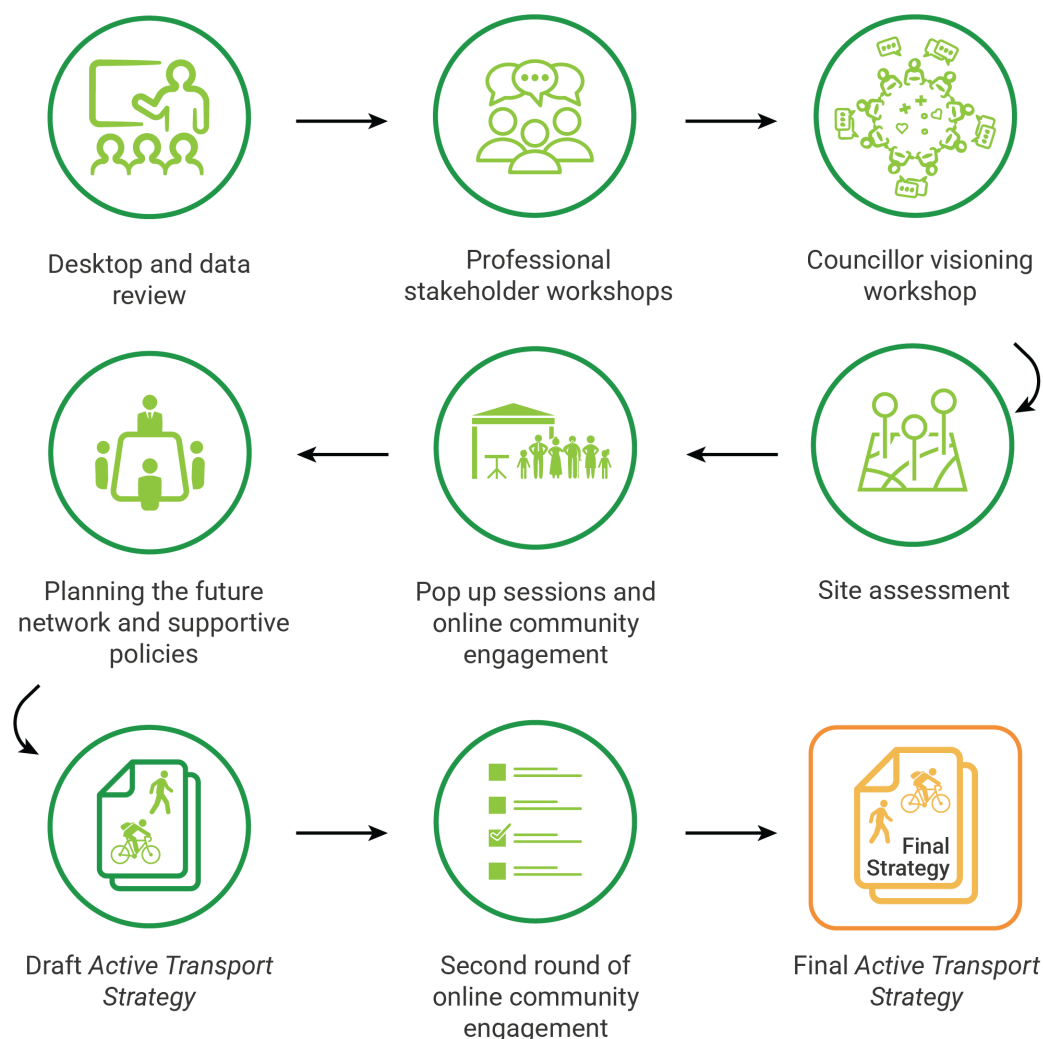 Desktop and data
review
Professional
stakeholder workshops
Councillor visioning
workshop
Site assessment
Pop up sessions and
online community
engagement
Planning the future
network and supportive
policies
Draft Active Transport
Strategy
Second round of
online community
engagement
Final
Strategy
Final Active Transport
Strategy